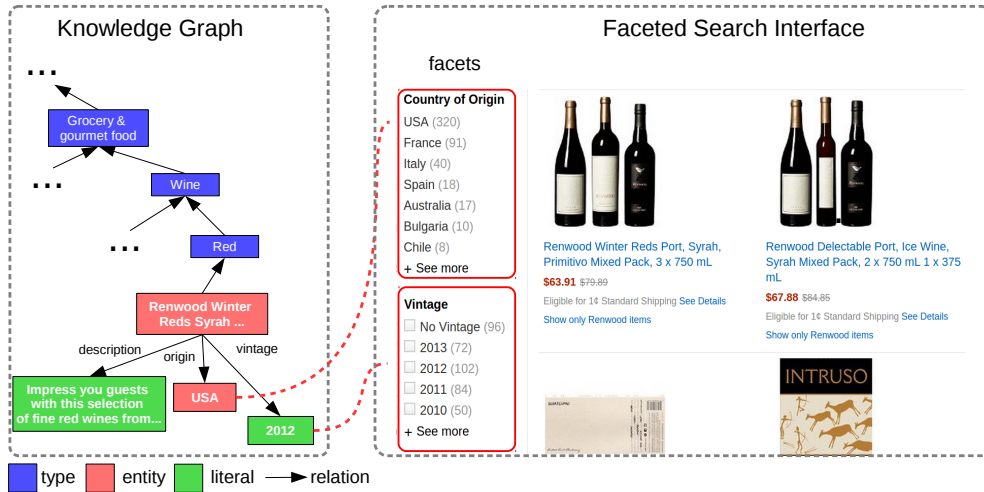 Knowledge Graph
...
Grocery &
gourmet food
...
Wine
...
Red
Renwood Winter
Reds Syrah ...
description
origin
vintage
Impress you guests
with this selection
of fine red wines from...
USA
2012
type
entity
literal
relation
Faceted Search Interface
facets
Country of Origin
USA (320)
France (91)
Italy (40)
Spain (18)
Australia (17)
Bulgaria (10)
Chile (8)
+ See more
Vintage
No Vintage (96)
2013 (72)
2012 (102)
2011 (84)
2010 (50)
+ See more
Renwood Winter Reds Port, Syrah,
Primitivo Mixed Pack, 3 x 750 mL
$63.91 $79.89
Eligible for 1¢ Standard Shipping See Details
Show only Renwood items
Renwood Delectable Port, Ice Wine,
Syrah Mixed Pack, 2 x 750 mL 1 x 375
mL
$67.88 $84.85
Eligible for 1¢ Standard Shipping See Details
Show only Renwood items
INTRUSO